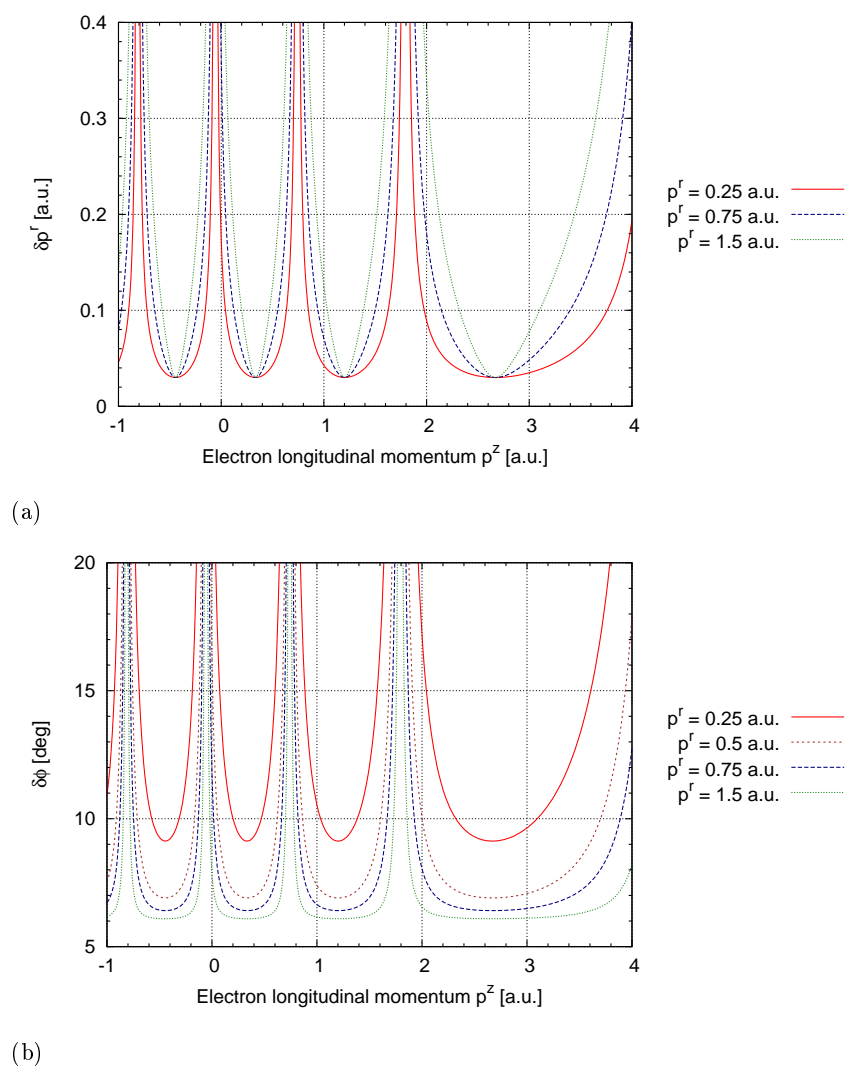 0.4
0.3
0.2
0.1
0
δp^r [a.u.]
-1 0 1 2 3 4
Electron longitudinal momentum p^z [a.u.]
p^r = 0.25 a.u.
p^r = 0.75 a.u.
p^r = 1.5 a.u.
(a)
20
15
10
5
δϕ [deg]
-1 0 1 2 3 4
Electron longitudinal momentum p^z [a.u.]
p^r = 0.25 a.u.
p^r = 0.5 a.u.
p^r = 0.75 a.u.
p^r = 1.5 a.u.
(b)